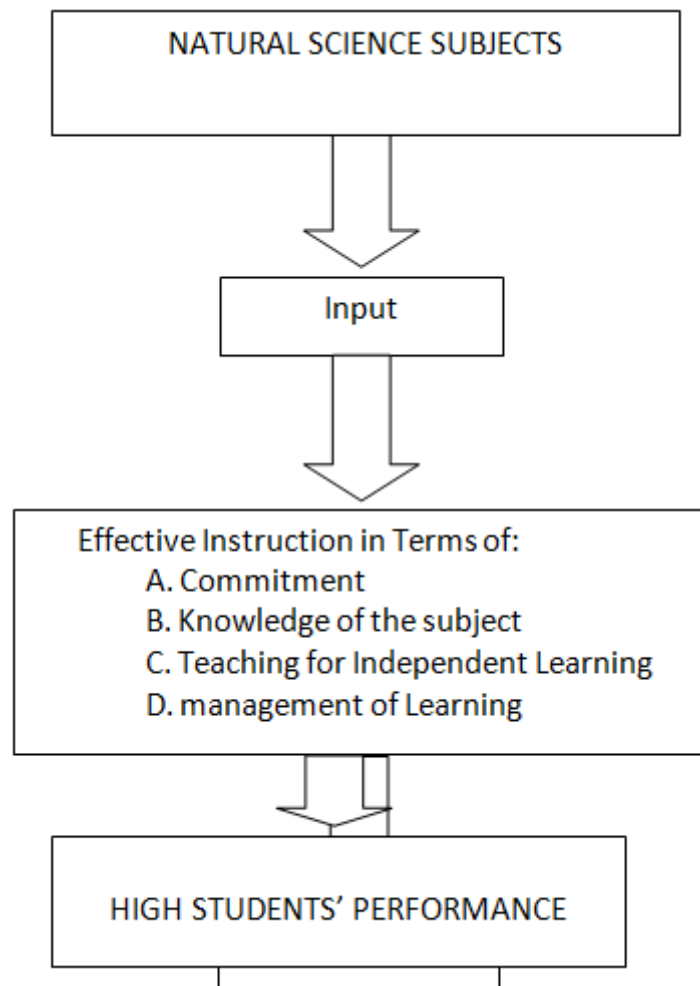 NATURAL SCIENCE SUBJECTS
Input
Effective Instruction in Terms of:
A. Commitment
B. Knowledge of the subject
C. Teaching for Independent Learning
D. management of Learning
HIGH STUDENTS’ PERFORMANCE